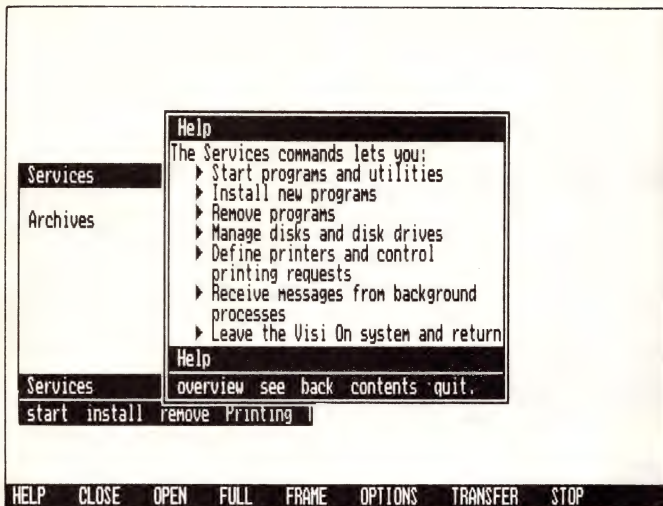 Services
Archives
Services
start install remove Printing
Help
The Services commands lets you:
Start programs and utilities
Install new programs
Remove programs
Manage disks and disk drives
Define printers and control
printing requests
Receive messages from background
processes
Leave the Visi On system and return
Help
overview see back contents quit.
HELP CLOSE OPEN FULL FRAME OPTIONS TRANSFER STOP